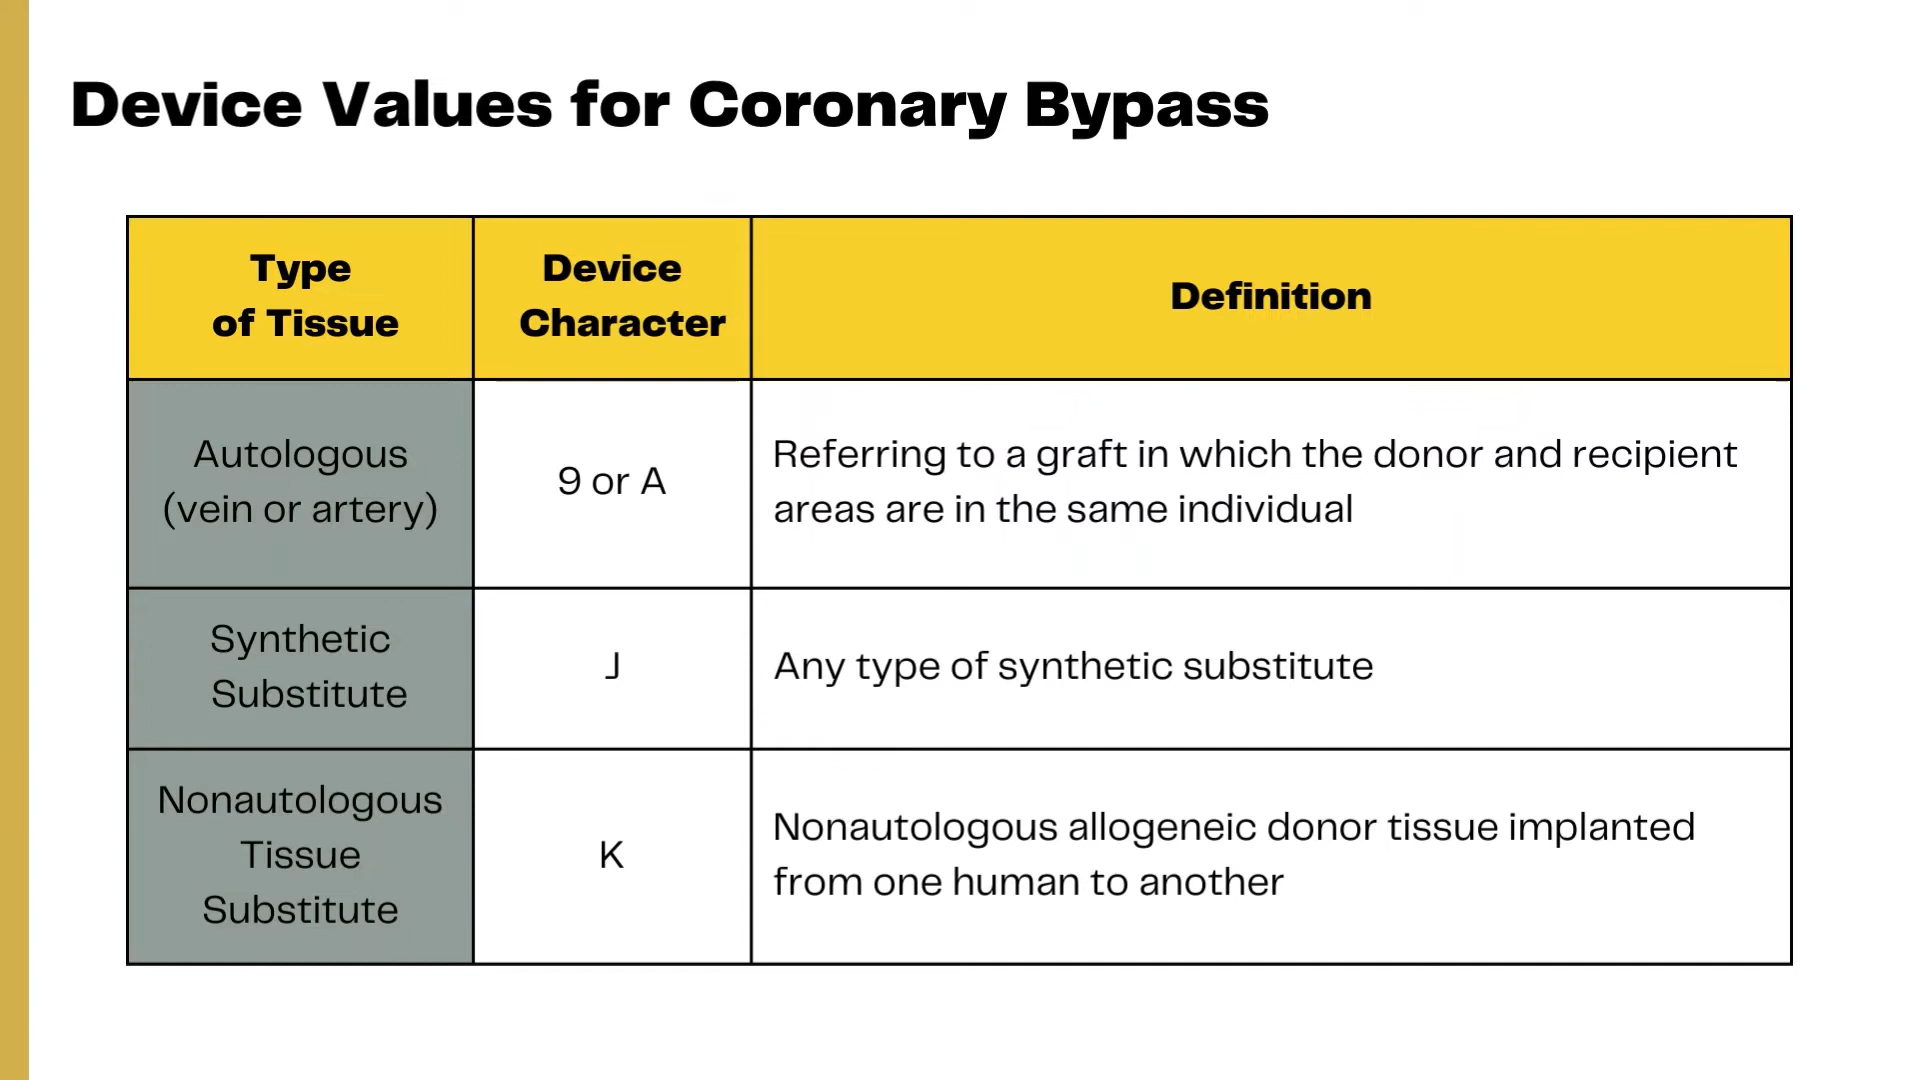 Device Values for Coronary Bypass
Type
of Tissue
Device
Character
Definition
Autologous
(vein or artery)
9 or A
Referring to a graft in which the donor and recipient
areas are in the same individual
Synthetic
Substitute
J
Any type of synthetic substitute
Nonautologous
Tissue
Substitute
K
Nonautologous allogeneic donor tissue implanted
from one human to another